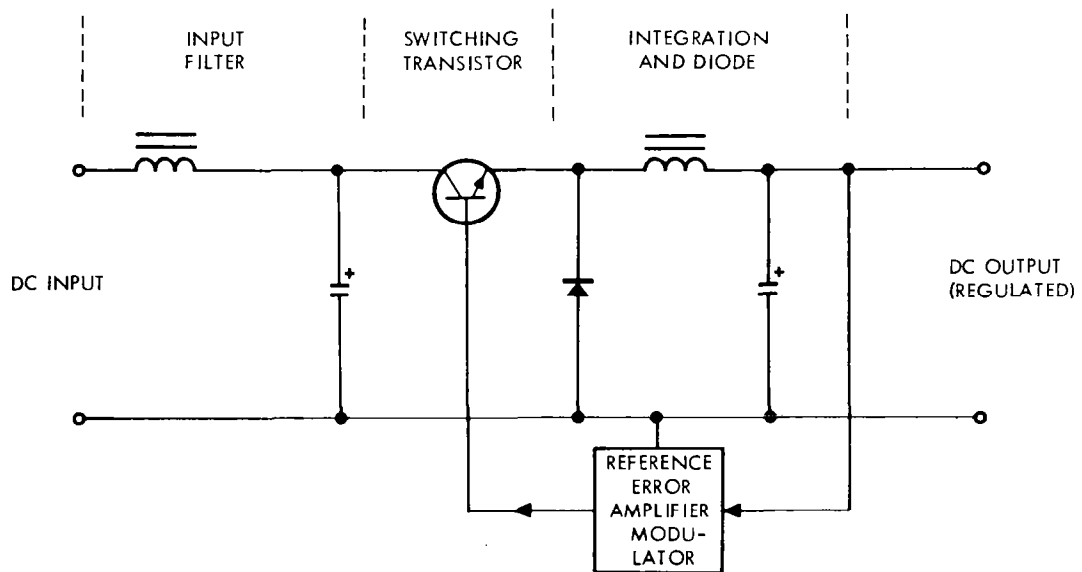 INPUT
FILTER
SWITCHING
TRANSISTOR
INTEGRATION
AND DIODE
+
+
DC INPUT
DC OUTPUT
(REGULATED)
REFERENCE
ERROR
AMPLIFIER
MODU-
LATOR